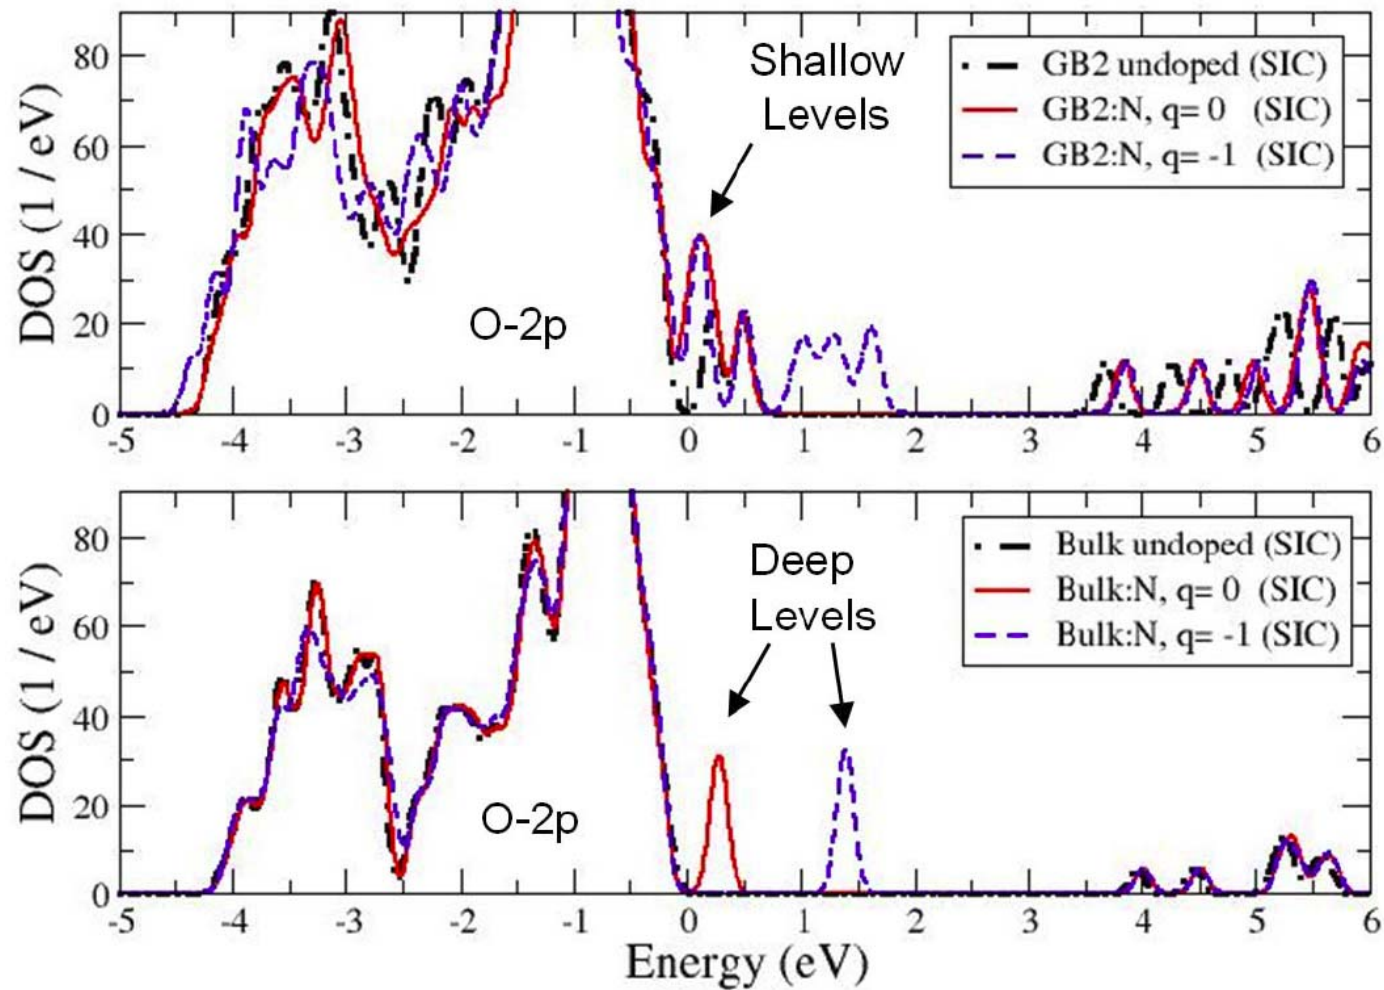 DOS (1 / eV)
80
60
40
20
0
Shallow
Levels
O-2p
GB2 undoped (SIC)
GB2:N, q= 0 (SIC)
GB2:N, q= -1 (SIC)
-5 -4 -3 -2 -1 0 1 2 3 4 5 6
DOS (1 / eV)
80
60
40
20
0
Deep
Levels
O-2p
Bulk undoped (SIC)
Bulk:N, q= 0 (SIC)
Bulk:N, q= -1 (SIC)
-5 -4 -3 -2 -1 0 1 2 3 4 5 6
Energy (eV)